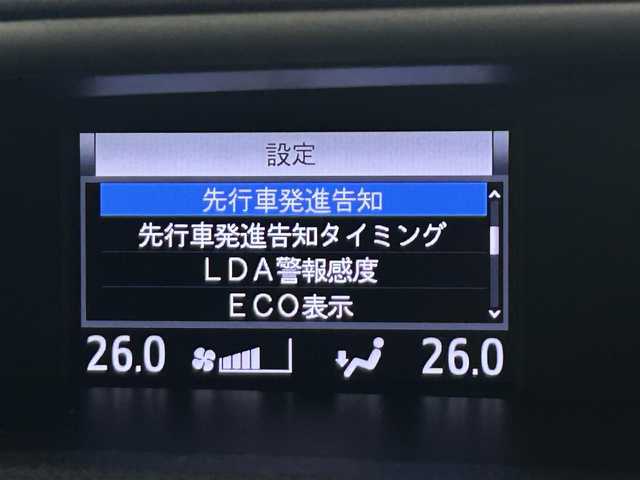 設定
先行車発進告知
先行車発進告知タイミング
LDA警報感度
ECO表示
26.0 26.0